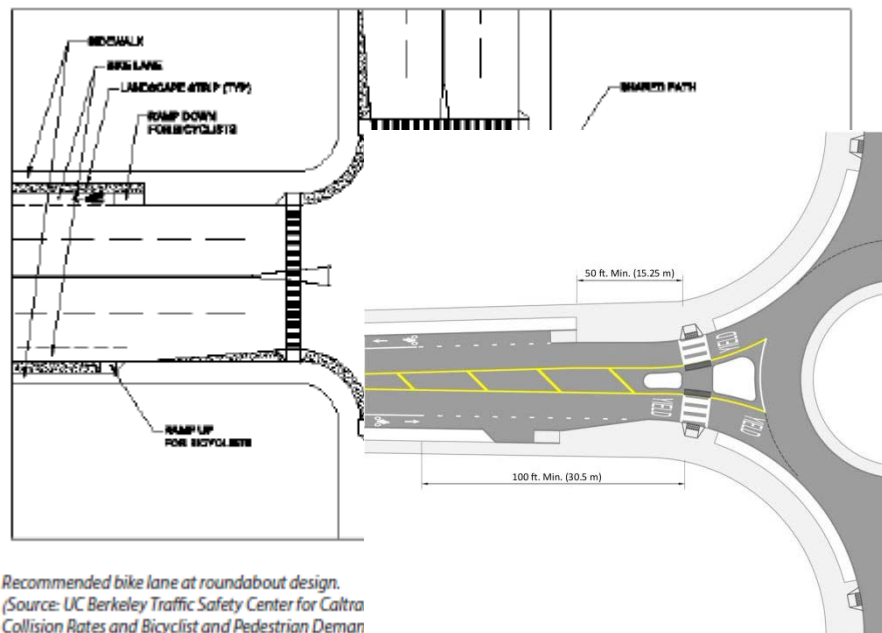 SIDEWALK
BIKE LANE
LANDSCAPE STRIP (TYP)
RAMP DOWN
FOR BICYCLISTS
SHARED PATH
50 ft. Min. (15.25 m)
YIELD
YIELD
YIELD
100 ft. Min. (30.5 m)
RAMP UP
FOR BICYCLISTS
Recommended bike lane at roundabout design.
(Source: UC Berkeley Traffic Safety Center for Caltra
Collision Rates and Bicyclist and Pedestrian Deman